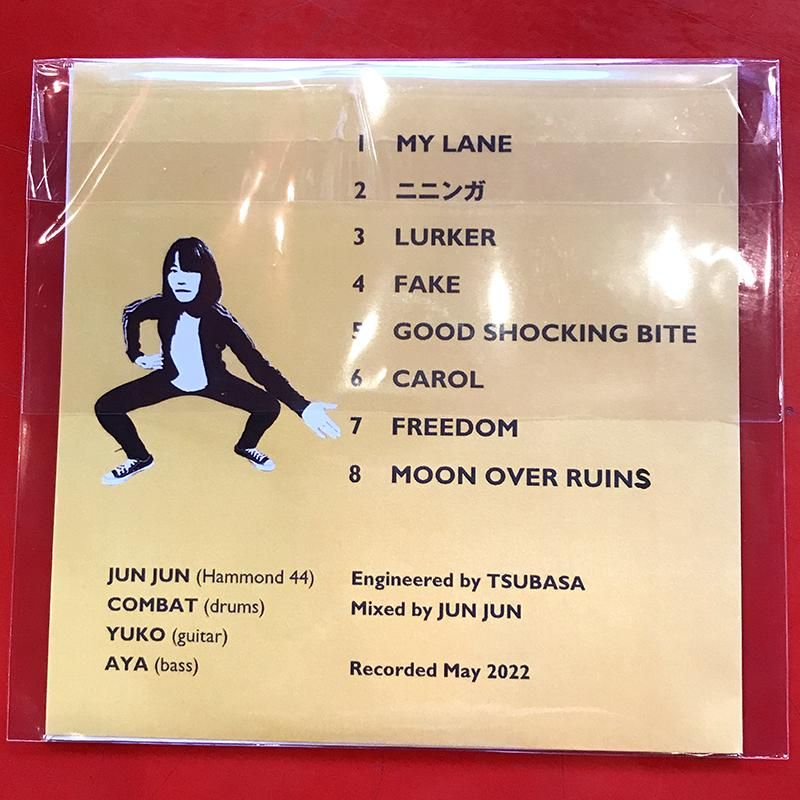 1 MY LANE
2 ニニンガ
3 LURKER
4 FAKE
5 GOOD SHOCKING BITE
6 CAROL
7 FREEDOM
8 MOON OVER RUINS
JUN JUN (Hammond 44)
COMBAT (drums)
YUKO (guitar)
AYA (bass)
Engineered by TSUBASA
Mixed by JUN JUN
Recorded May 2022